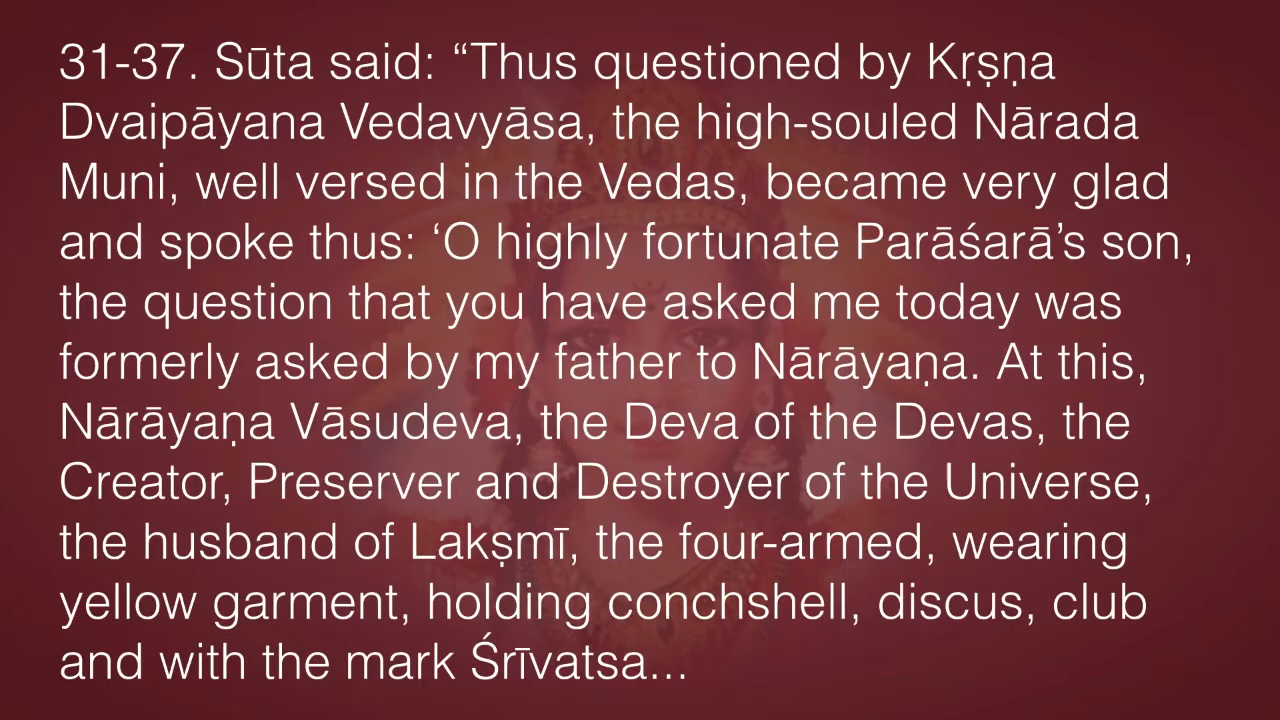 31-37. Sūta said: “Thus questioned by Kṛṣṇa
Dvaipāyana Vedavyāsa, the high-souled Nārada
Muni, well versed in the Vedas, became very glad
and spoke thus: ‘O highly fortunate Parāśarā’s son,
the question that you have asked me today was
formerly asked by my father to Nārāyaṇa. At this,
Nārāyaṇa Vāsudeva, the Deva of the Devas, the
Creator, Preserver and Destroyer of the Universe,
the husband of Lakṣmī, the four-armed, wearing
yellow garment, holding conchshell, discus, club
and with the mark Śrīvatsa...